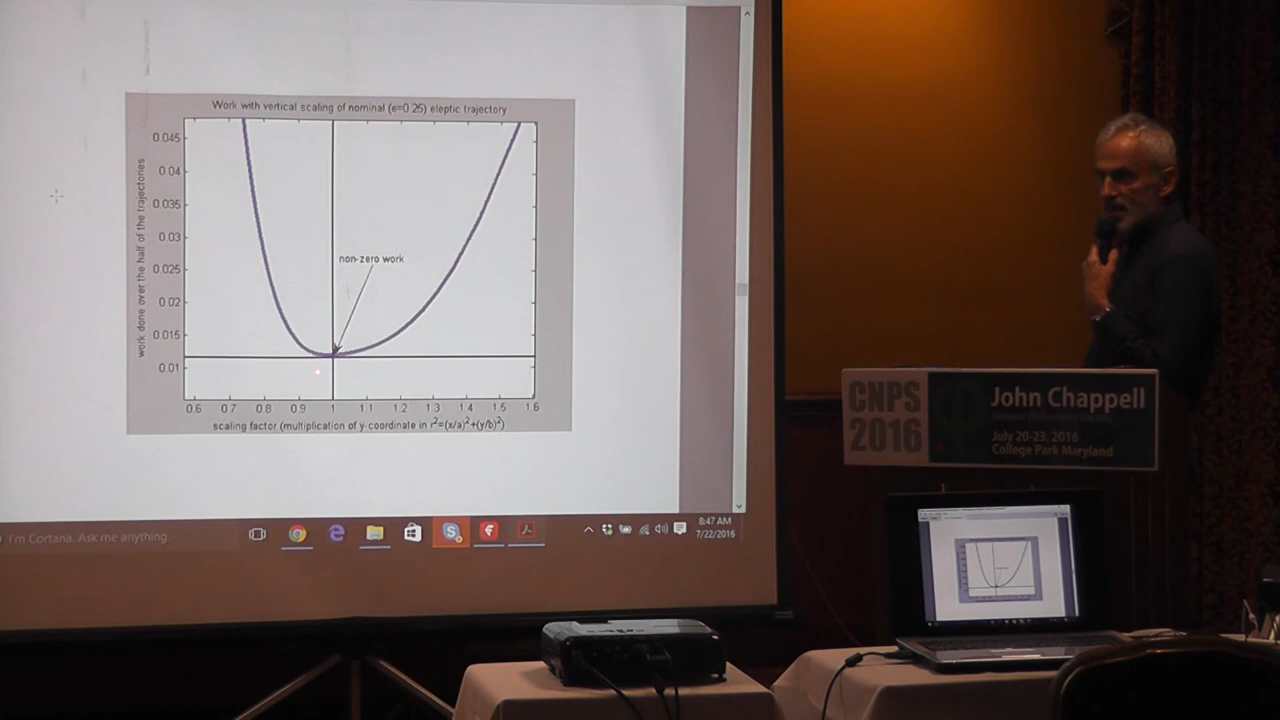 Work with vertical scaling of nominal (e=0.25) eleptic trajectory
work done over the half of the trajectories
0.045
0.04
0.035
0.03
0.025
0.02
0.015
0.01
non-zero work
0.6 0.7 0.8 0.9 1 1.1 1.2 1.3 1.4 1.5 1.6
scaling factor (multiplication of y-coordinate in r²=(x/a)²+(y/b)²)
I'm Cortana. Ask me anything.
8:47 AM
7/22/2016
CNPS
2016
John Chappell
Natural Philosophy Society
July 20-23, 2016
College Park Maryland